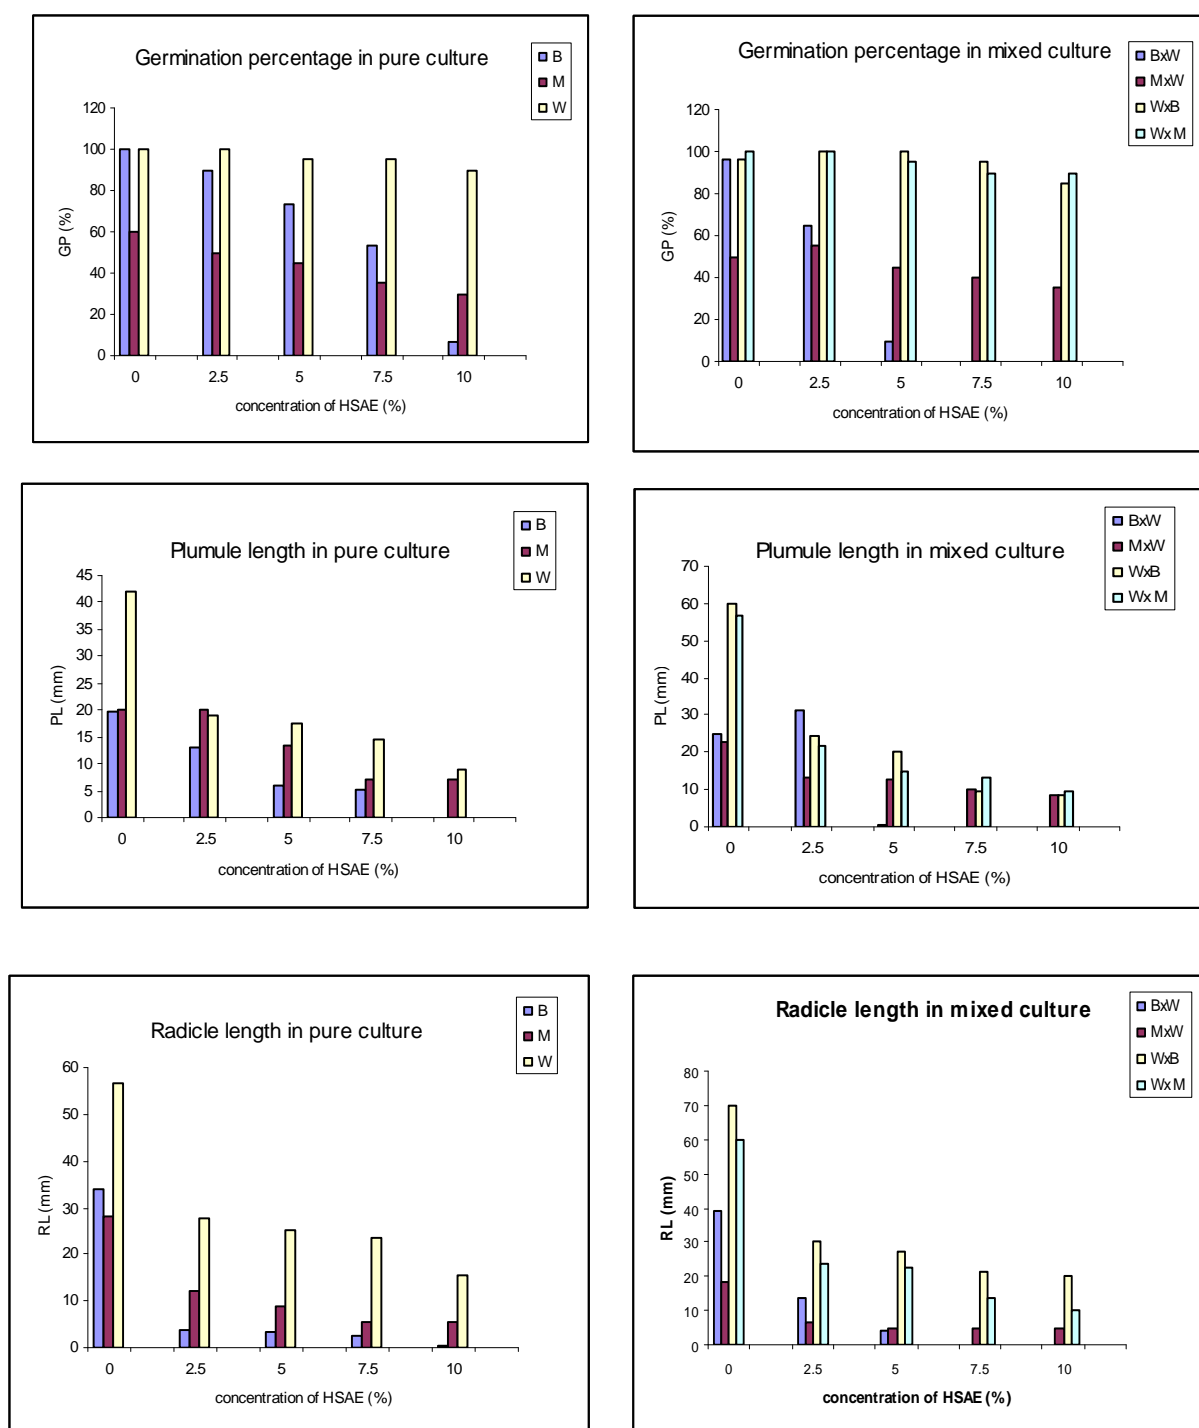 Germination percentage in pure culture
B
M
W
120
100
80
60
40
20
0
GP (%)
0 2.5 5 7.5 10
concentration of HSAE (%)
Germination percentage in mixed culture
BxW
MxW
WxB
Wx M
120
100
80
60
40
20
0
GP (%)
0 2.5 5 7.5 10
concentration of HSAE (%)
Plumule length in pure culture
B
M
W
45
40
35
30
25
20
15
10
5
0
PL (mm)
0 2.5 5 7.5 10
concentration of HSAE (%)
Plumule length in mixed culture
BxW
MxW
WxB
Wx M
70
60
50
40
30
20
10
0
PL (mm)
0 2.5 5 7.5 10
concentration of HSAE (%)
Radicle length in pure culture
B
M
W
60
50
40
30
20
10
0
RL (mm)
0 2.5 5 7.5 10
concentration of HSAE (%)
Radicle length in mixed culture
BxW
MxW
WxB
Wx M
80
70
60
50
40
30
20
10
0
RL (mm)
0 2.5 5 7.5 10
concentration of HSAE (%)